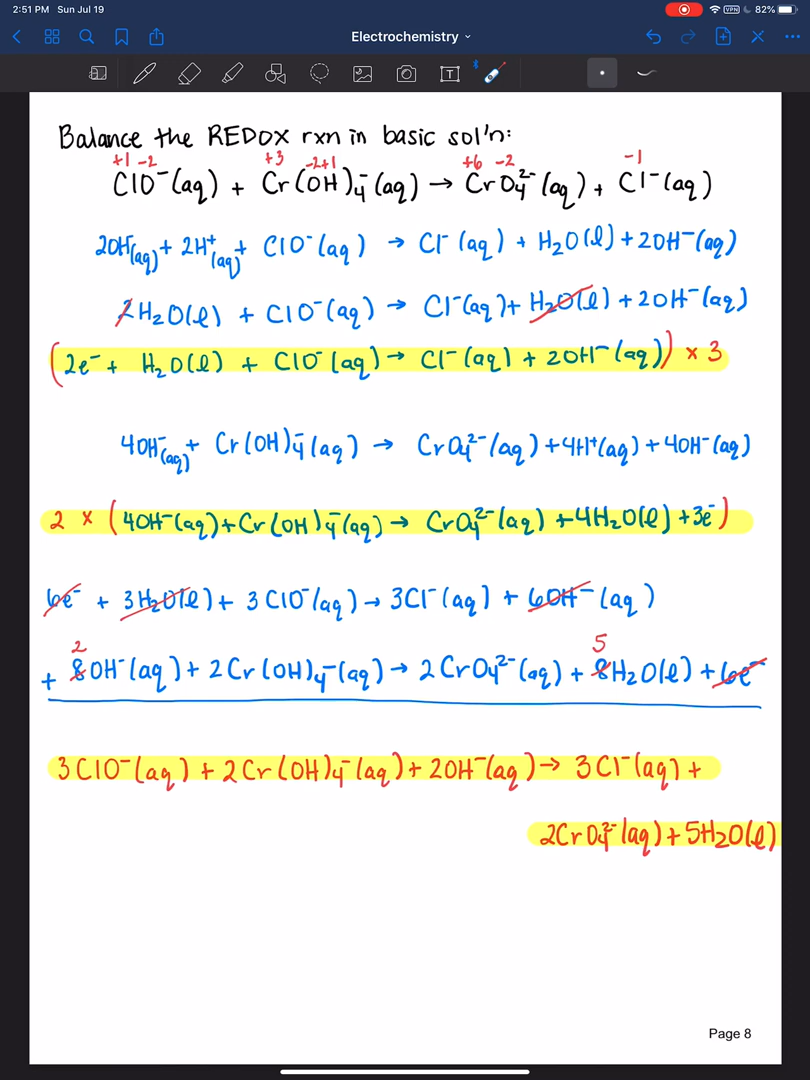 2:51 PM Sun Jul 19
VPN 82%
Electrochemistry
T
Balance the REDOX rxn in basic sol'n:
+1 -2 +3 -2+1 +6 -2 -1
ClO⁻(aq) + Cr(OH)₄⁻(aq) → CrO₄²⁻(aq) + Cl⁻(aq)
2OH⁻(aq) + 2H⁺(aq) + ClO⁻(aq) → Cl⁻(aq) + H₂O(l) + 2OH⁻(aq)
2H₂O(l) + ClO⁻(aq) → Cl⁻(aq) + H₂O(l) + 2OH⁻(aq)
(2e⁻ + H₂O(l) + ClO⁻(aq) → Cl⁻(aq) + 2OH⁻(aq)) × 3
4OH⁻(aq) + Cr(OH)₄⁻(aq) → CrO₄²⁻(aq) + 4H⁺(aq) + 4OH⁻(aq)
2 × (4OH⁻(aq) + Cr(OH)₄⁻(aq) → CrO₄²⁻(aq) + 4H₂O(l) + 3e⁻)
6e⁻ + 3H₂O(l) + 3ClO⁻(aq) → 3Cl⁻(aq) + 6OH⁻(aq)
2 5
+ 8OH⁻(aq) + 2Cr(OH)₄⁻(aq) → 2CrO₄²⁻(aq) + 8H₂O(l) + 6e⁻
3ClO⁻(aq) + 2Cr(OH)₄⁻(aq) + 2OH⁻(aq) → 3Cl⁻(aq) +
2CrO₄²⁻(aq) + 5H₂O(l)
Page 8